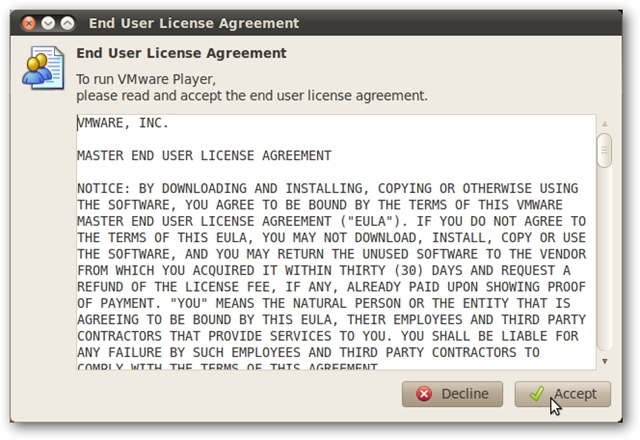 End User License Agreement
End User License Agreement
To run VMware Player,
please read and accept the end user license agreement.
VMWARE, INC.
MASTER END USER LICENSE AGREEMENT
NOTICE: BY DOWNLOADING AND INSTALLING, COPYING OR OTHERWISE USING
THE SOFTWARE, YOU AGREE TO BE BOUND BY THE TERMS OF THIS VMWARE
MASTER END USER LICENSE AGREEMENT ("EULA"). IF YOU DO NOT AGREE TO
THE TERMS OF THIS EULA, YOU MAY NOT DOWNLOAD, INSTALL, COPY OR USE
THE SOFTWARE, AND YOU MAY RETURN THE UNUSED SOFTWARE TO THE VENDOR
FROM WHICH YOU ACQUIRED IT WITHIN THIRTY (30) DAYS AND REQUEST A
REFUND OF THE LICENSE FEE, IF ANY, ALREADY PAID UPON SHOWING PROOF
OF PAYMENT. "YOU" MEANS THE NATURAL PERSON OR THE ENTITY THAT IS
AGREEING TO BE BOUND BY THIS EULA, THEIR EMPLOYEES AND THIRD PARTY
CONTRACTORS THAT PROVIDE SERVICES TO YOU. YOU SHALL BE LIABLE FOR
ANY FAILURE BY SUCH EMPLOYEES AND THIRD PARTY CONTRACTORS TO
COMPLY WITH THE TERMS OF THIS AGREEMENT
Decline
Accept